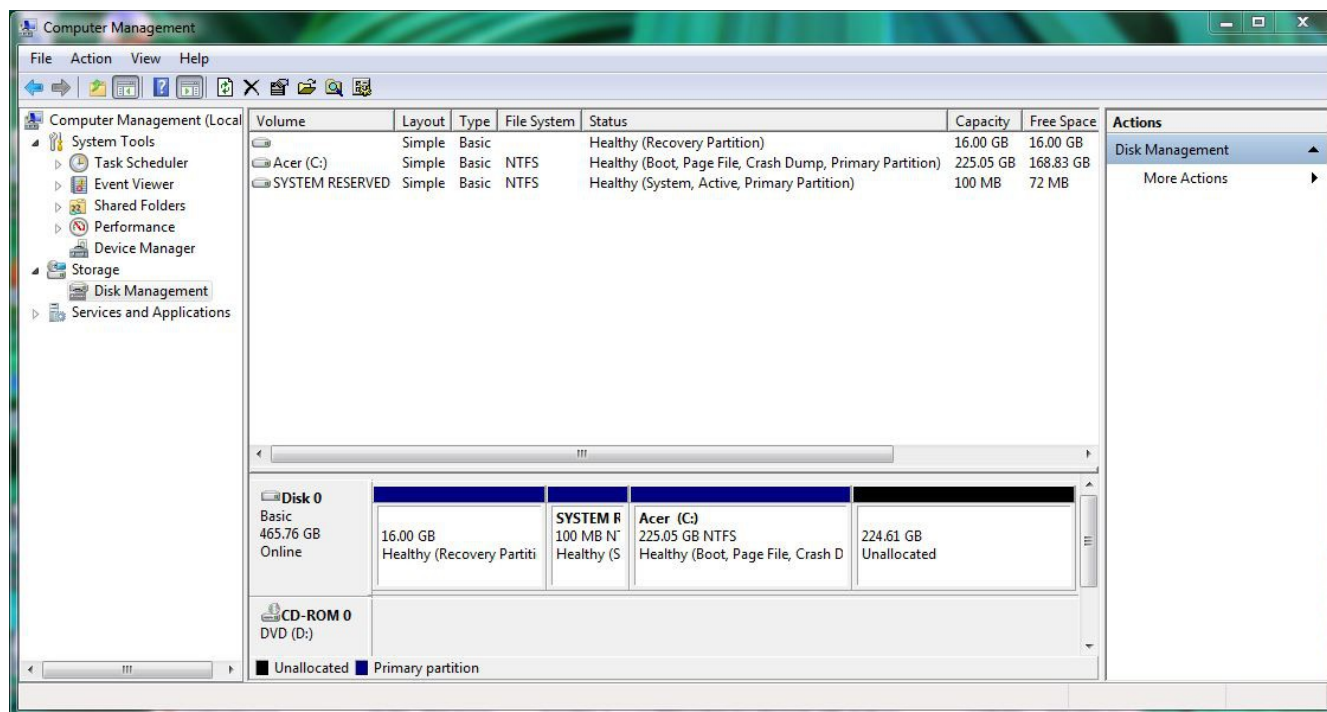 Computer Management
File Action View Help
Computer Management (Local
System Tools
Task Scheduler
Event Viewer
Shared Folders
Performance
Device Manager
Storage
Disk Management
Services and Applications
Volume Layout Type File System Status Capacity Free Space
Simple Basic Healthy (Recovery Partition) 16.00 GB 16.00 GB
Acer (C:) Simple Basic NTFS Healthy (Boot, Page File, Crash Dump, Primary Partition) 225.05 GB 168.83 GB
SYSTEM RESERVED Simple Basic NTFS Healthy (System, Active, Primary Partition) 100 MB 72 MB
Actions
Disk Management
More Actions
Disk 0
Basic
465.76 GB
Online
16.00 GB
Healthy (Recovery Partiti
SYSTEM R
100 MB N
Healthy (S
Acer (C:)
225.05 GB NTFS
Healthy (Boot, Page File, Crash D
224.61 GB
Unallocated
CD-ROM 0
DVD (D:)
Unallocated Primary partition